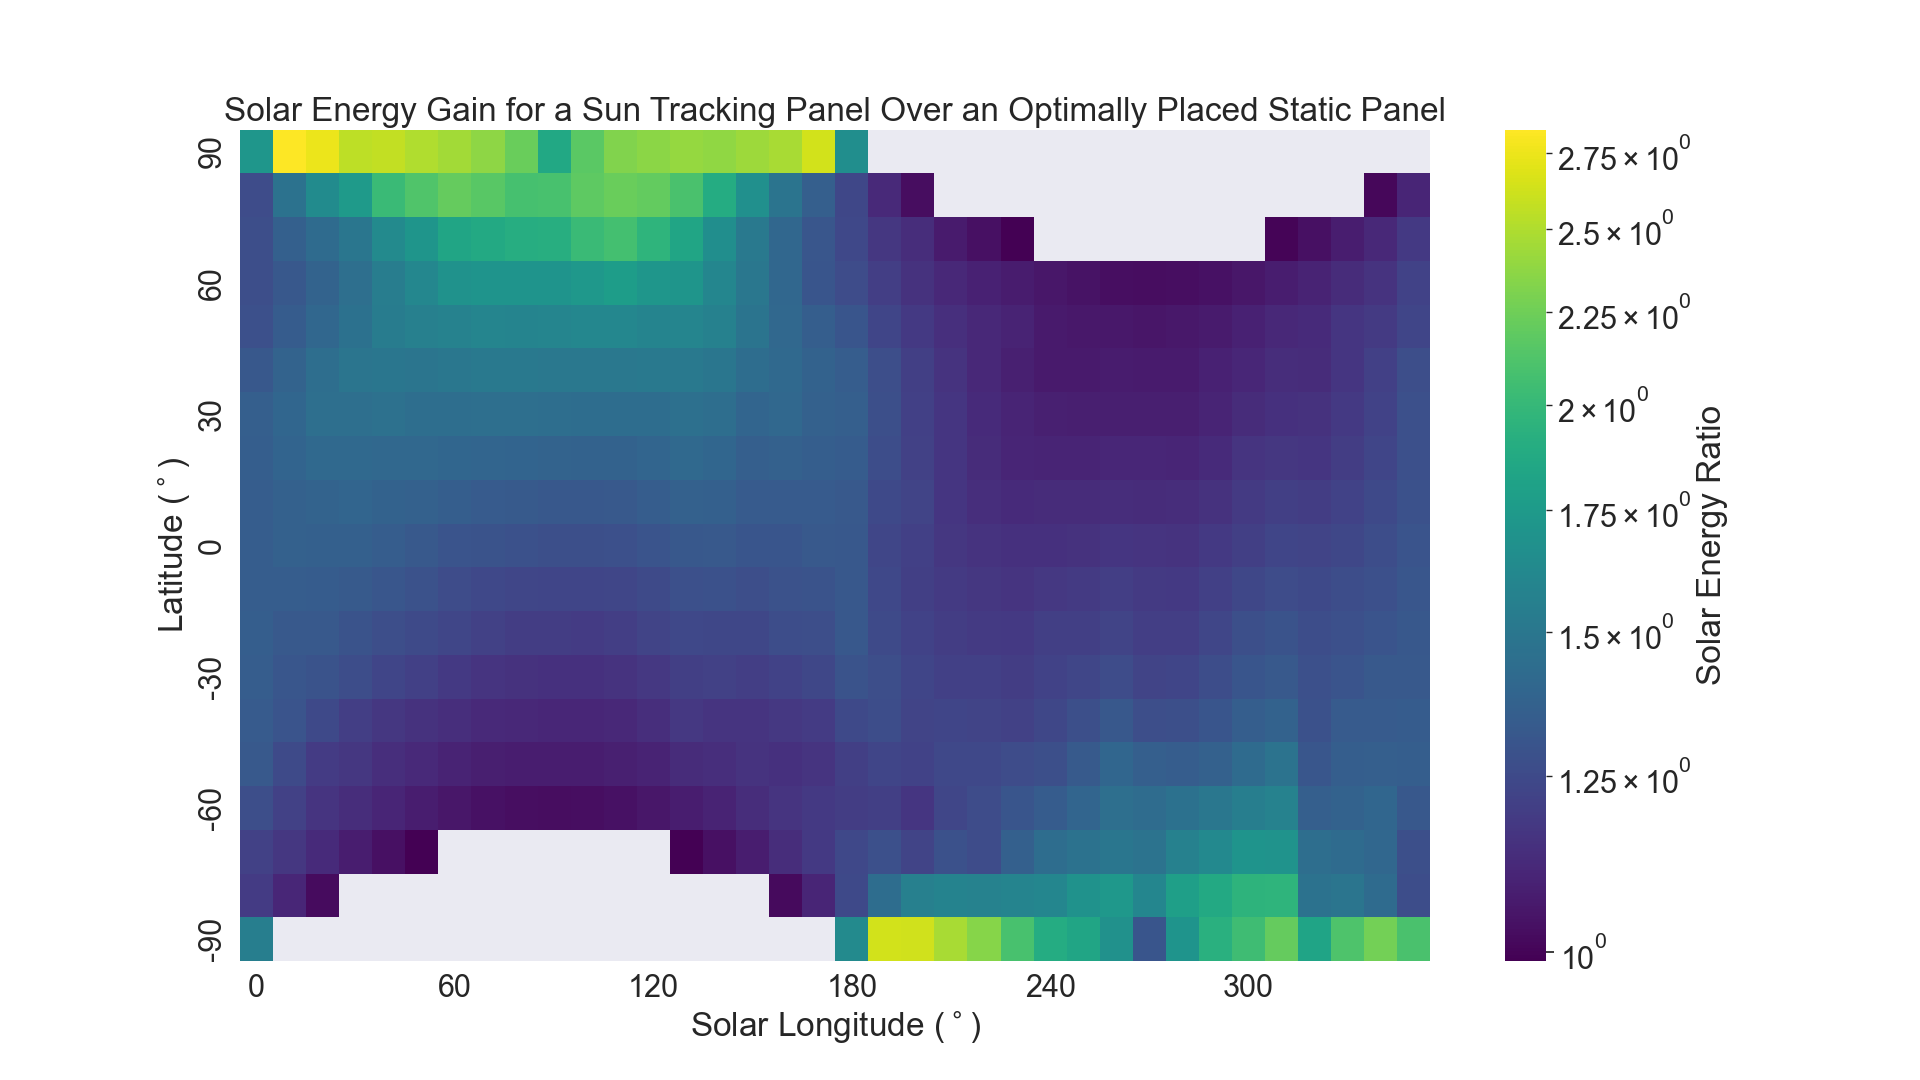 Solar Energy Gain for a Sun Tracking Panel Over an Optimally Placed Static Panel
Latitude (°)
90
60
30
0
-30
-60
-90
0 60 120 180 240 300
Solar Longitude (°)
2.75 × 10⁰
2.5 × 10⁰
2.25 × 10⁰
2 × 10⁰
1.75 × 10⁰
1.5 × 10⁰
1.25 × 10⁰
10⁰
Solar Energy Ratio